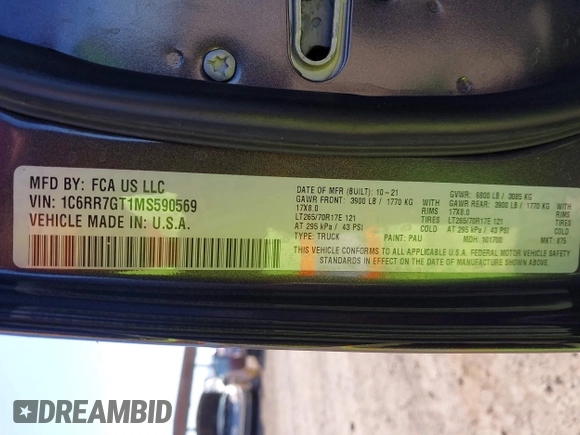 MFD BY: FCA US LLC
VIN: 1C6RR7GT1MS590569
VEHICLE MADE IN: U.S.A.
DATE OF MFR (BUILT): 10-21
GAWR FRONT: 3900 LB / 1770 KG
17X8.0 RIMS
LT265/70R17E 121 TIRES
AT 295 kPa / 43 PSI COLD
TYPE: TRUCK PAINT: PAU
GVWR: 6800 LB / 3085 KG
GAWR REAR: 3900 LB / 1770 KG
17X8.0 RIMS
LT265/70R17E 121 TIRES
AT 295 kPa / 43 PSI COLD
MDH: 101700 MKT: 875
THIS VEHICLE CONFORMS TO ALL APPLICABLE U.S.A. FEDERAL MOTOR VEHICLE SAFETY
STANDARDS IN EFFECT ON THE DATE OF MANUFACTURE SHOWN ABOVE.
DREAMBID